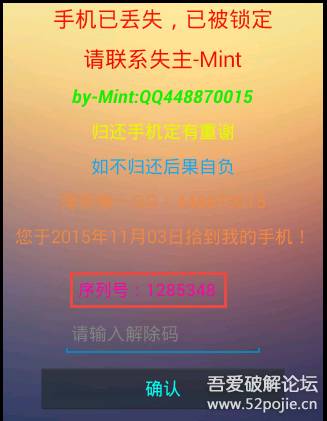 手机已丢失，已被锁定
请联系失主-Mint
by-Mint:QQ448870015
归还手机定有重谢
如不归还后果自负
您于2015年11月03日拾到我的手机！
序列号：1285348
请输入解除码
确认
吾爱破解论坛
www.52pojie.cn